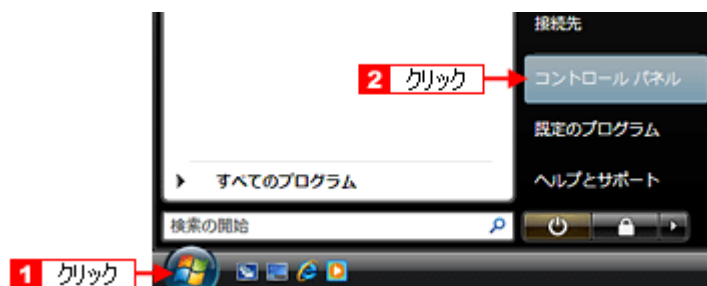 接続先
2 クリック
コントロール パネル
既定のプログラム
すべてのプログラム
ヘルプとサポート
検索の開始
1 クリック